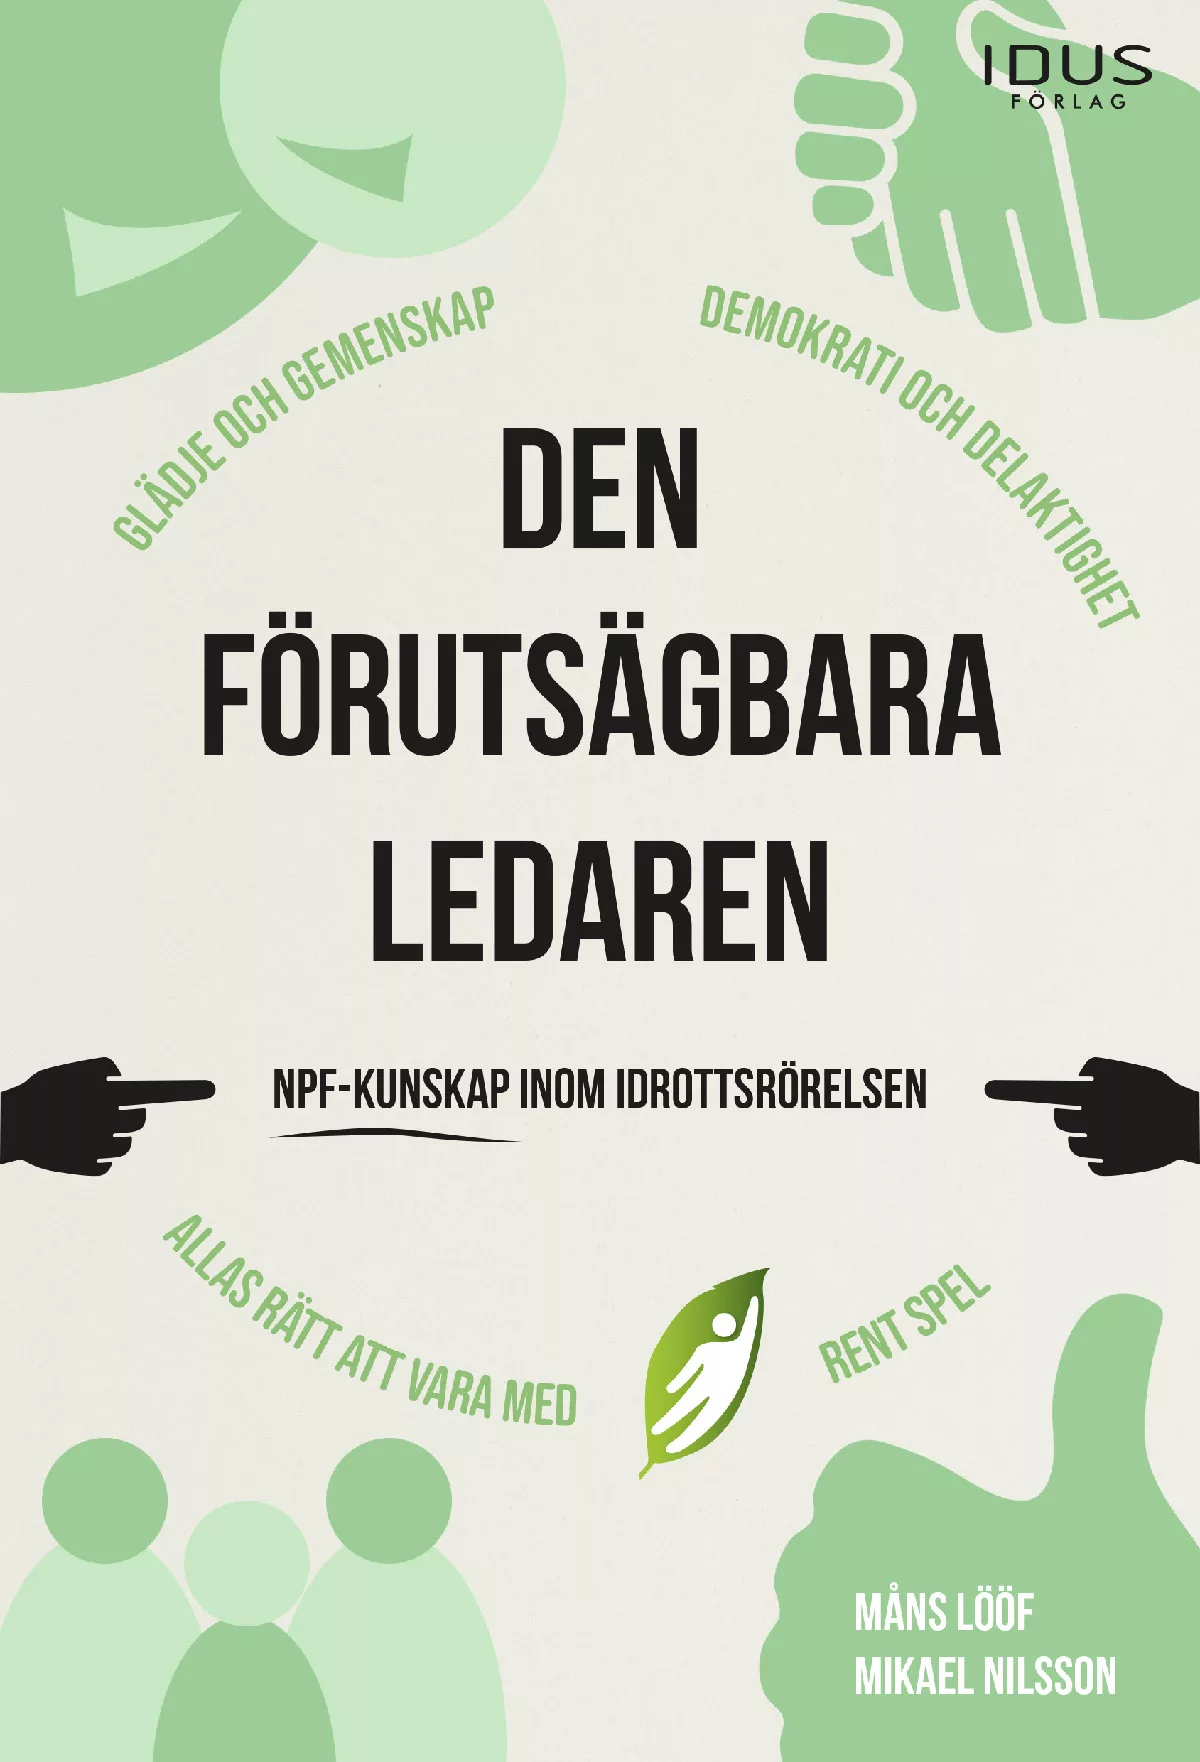 IDUS
FÖRLAG
GLÄDJE OCH GEMENSKAP
DEMOKRATI OCH DELAKTIGHET
DEN
FÖRUTSÄGBARA
LEDAREN
NPF-KUNSKAP INOM IDROTTSRÖRELSEN
ALLAS RÄTT ATT VARA MED
RENT SPEL
MÅNS LÖÖF
MIKAEL NILSSON